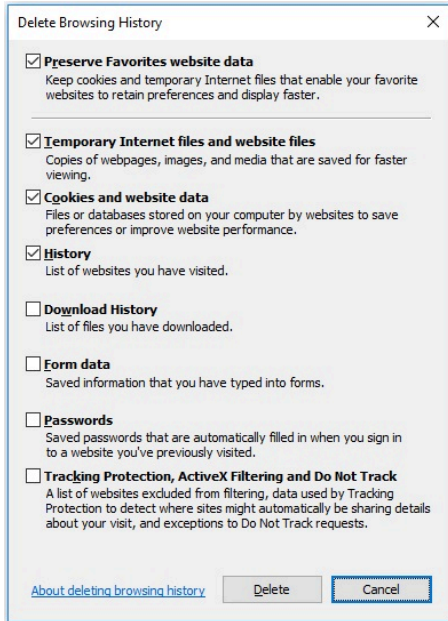 Delete Browsing History
Preserve Favorites website data
Keep cookies and temporary Internet files that enable your favorite
websites to retain preferences and display faster.
Temporary Internet files and website files
Copies of webpages, images, and media that are saved for faster
viewing.
Cookies and website data
Files or databases stored on your computer by websites to save
preferences or improve website performance.
History
List of websites you have visited.
Download History
List of files you have downloaded.
Form data
Saved information that you have typed into forms.
Passwords
Saved passwords that are automatically filled in when you sign in
to a website you've previously visited.
Tracking Protection, ActiveX Filtering and Do Not Track
A list of websites excluded from filtering, data used by Tracking
Protection to detect where sites might automatically be sharing details
about your visit, and exceptions to Do Not Track requests.
About deleting browsing history Delete Cancel